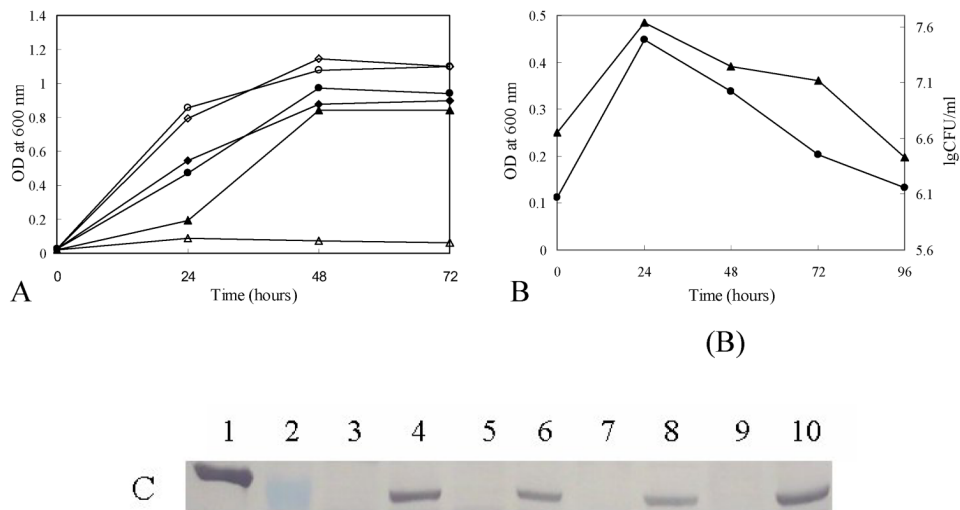 1.4
1.2
1
0.8
0.6
0.4
0.2
0
OD at 600 nm
0 24 48 72
Time (hours)
A
0.5
0.4
0.3
0.2
0.1
0
OD at 600 nm
7.6
7.1
6.6
6.1
5.6
lgCFU/ml
0 24 48 72 96
Time (hours)
B
(B)
1 2 3 4 5 6 7 8 9 10
C